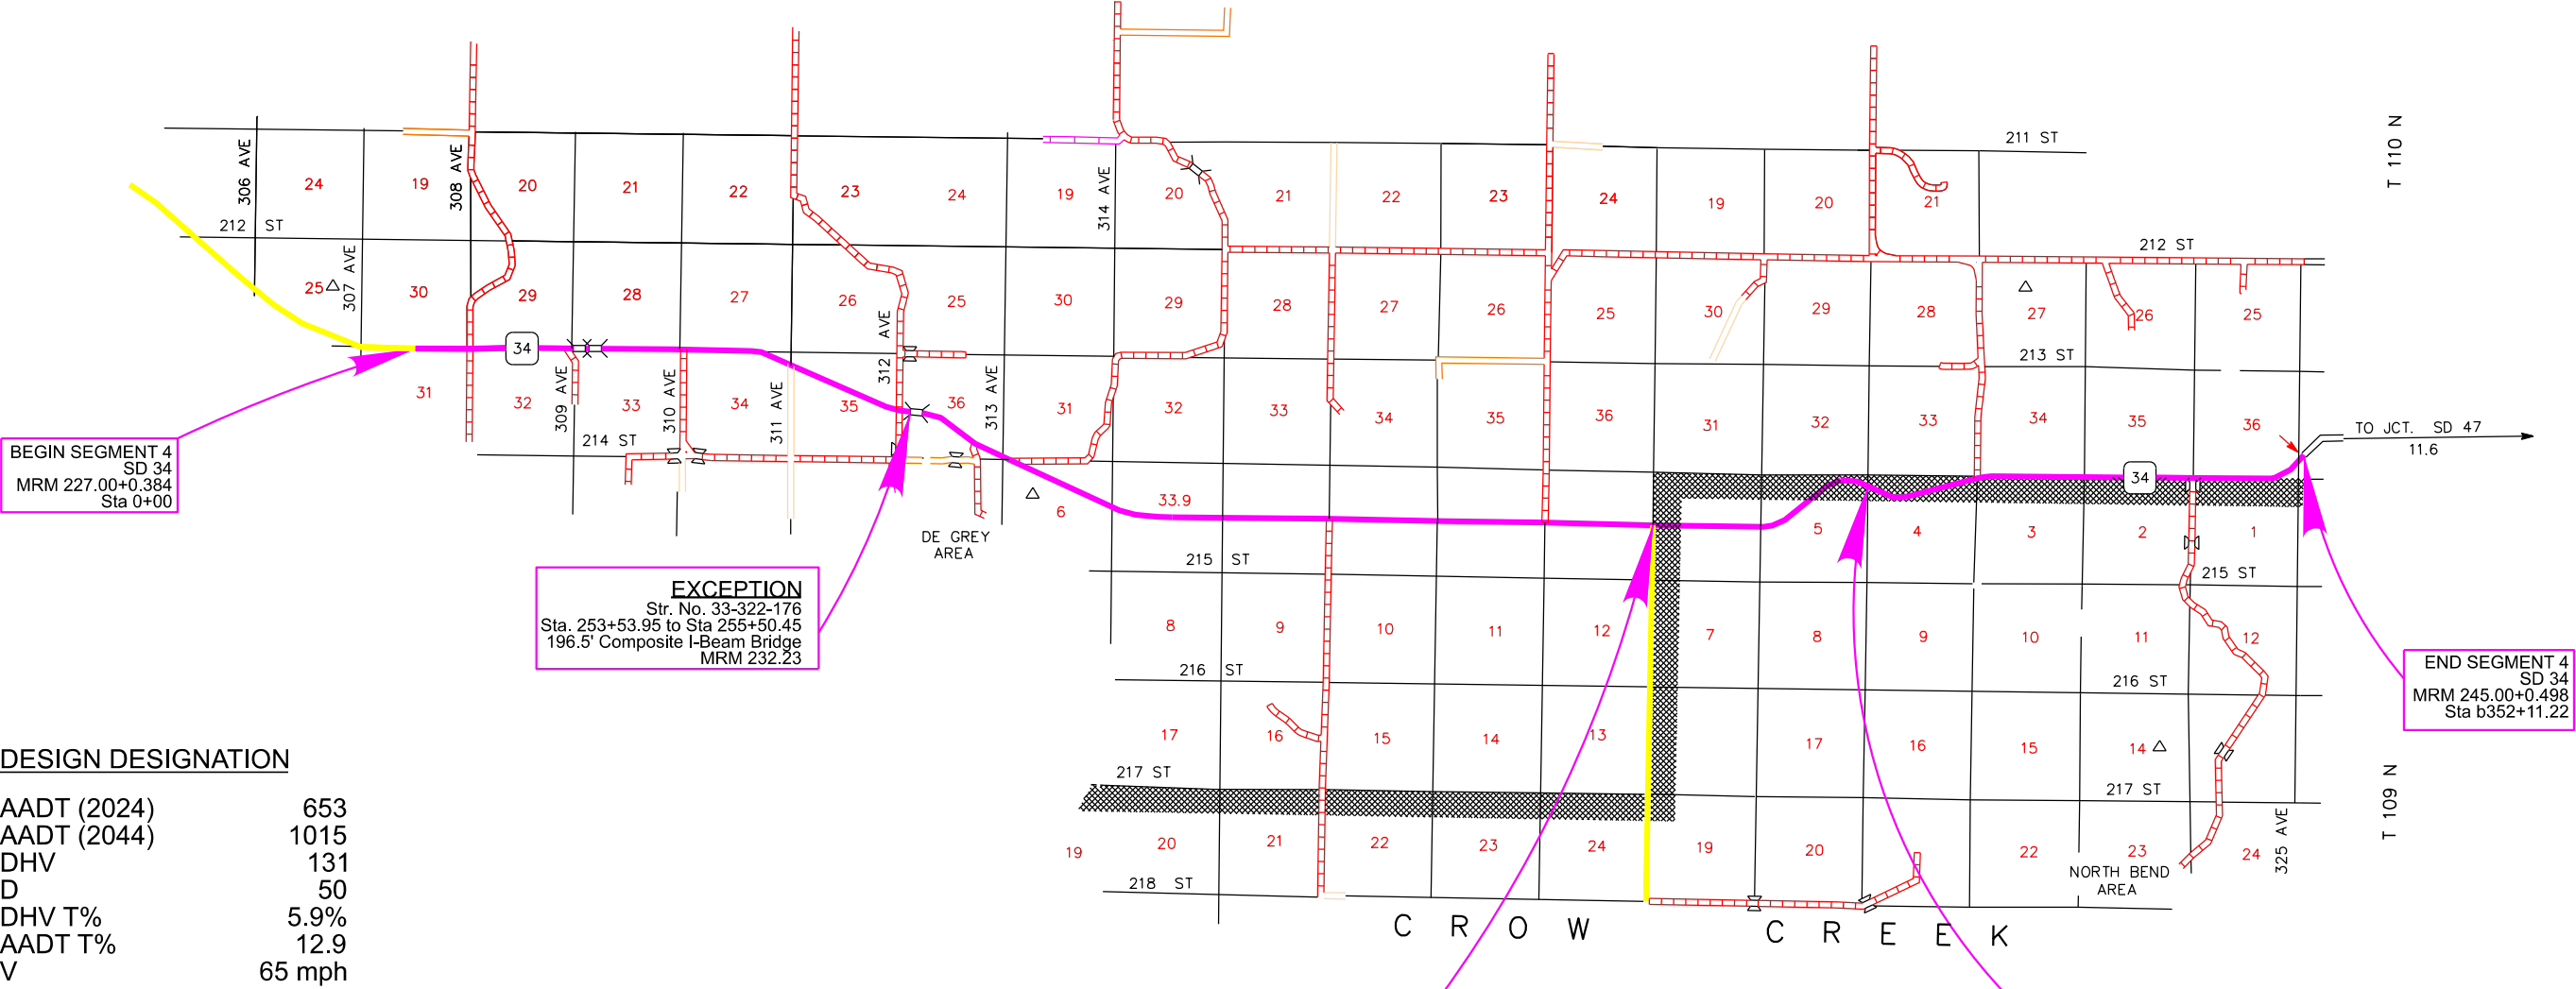 211 ST
T 110 N
306 AVE
308 AVE
314 AVE
24 19 20 21 22 23 24 19 20 21 22 23 24 19 20 21
212 ST
212 ST
307 AVE
25 30 29 28 27 26 25 30 29 28 27 26 25 30 29 28 27 26 25
34
312 AVE
213 ST
309 AVE
310 AVE
311 AVE
313 AVE
31 32 33 34 35 36 31 32 33 34 35 36 31 32 33 34 35 36
214 ST
TO JCT. SD 47
11.6
BEGIN SEGMENT 4
SD 34
MRM 227.00+0.384
Sta 0+00
34
33.9
6 5 4 3 2 1
DE GREY
AREA
215 ST
215 ST
EXCEPTION
Str. No. 33-322-176
Sta. 253+53.95 to Sta 255+50.45
196.5' Composite I-Beam Bridge
MRM 232.23
8 9 10 11 12 7 8 9 10 11 12
216 ST
216 ST
END SEGMENT 4
SD 34
MRM 245.00+0.498
Sta b352+11.22
17 16 15 14 13 17 16 15 14
217 ST
217 ST
T 109 N
325 AVE
19 20 21 22 23 24 19 20 22 23 24
NORTH BEND
AREA
218 ST
CROW CREEK
DESIGN DESIGNATION
AADT (2024) 653
AADT (2044) 1015
DHV 131
D 50
DHV T% 5.9%
AADT T% 12.9
V 65 mph